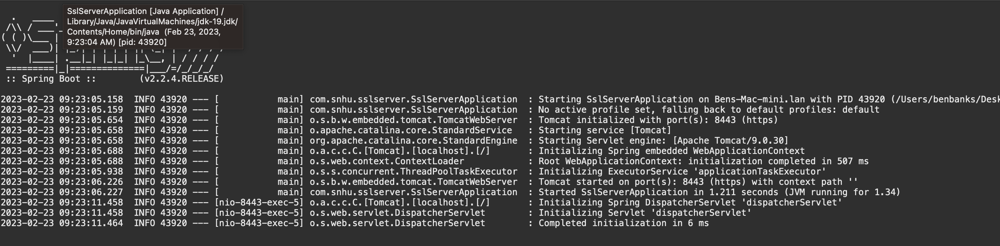 SslServerApplication [Java Application] /
Library/Java/JavaVirtualMachines/jdk-19.jdk/
Contents/Home/bin/java  (Feb 23, 2023,
9:23:04 AM) [pid: 43920]
:: Spring Boot ::        (v2.2.4.RELEASE)
2023-02-23 09:23:05.158  INFO 43920 --- [           main] com.snhu.sslserver.SslServerApplication  : Starting SslServerApplication on Bens-Mac-mini.lan with PID 43920 (/Users/benbanks/Desk
2023-02-23 09:23:05.159  INFO 43920 --- [           main] com.snhu.sslserver.SslServerApplication  : No active profile set, falling back to default profiles: default
2023-02-23 09:23:05.654  INFO 43920 --- [           main] o.s.b.w.embedded.tomcat.TomcatWebServer  : Tomcat initialized with port(s): 8443 (https)
2023-02-23 09:23:05.658  INFO 43920 --- [           main] o.apache.catalina.core.StandardService   : Starting service [Tomcat]
2023-02-23 09:23:05.658  INFO 43920 --- [           main] org.apache.catalina.core.StandardEngine  : Starting Servlet engine: [Apache Tomcat/9.0.30]
2023-02-23 09:23:05.688  INFO 43920 --- [           main] o.a.c.c.C.[Tomcat].[localhost].[/]       : Initializing Spring embedded WebApplicationContext
2023-02-23 09:23:05.688  INFO 43920 --- [           main] o.s.web.context.ContextLoader            : Root WebApplicationContext: initialization completed in 507 ms
2023-02-23 09:23:05.938  INFO 43920 --- [           main] o.s.s.concurrent.ThreadPoolTaskExecutor  : Initializing ExecutorService 'applicationTaskExecutor'
2023-02-23 09:23:06.226  INFO 43920 --- [           main] o.s.b.w.embedded.tomcat.TomcatWebServer  : Tomcat started on port(s): 8443 (https) with context path ''
2023-02-23 09:23:06.227  INFO 43920 --- [           main] com.snhu.sslserver.SslServerApplication  : Started SslServerApplication in 1.211 seconds (JVM running for 1.34)
2023-02-23 09:23:11.458  INFO 43920 --- [nio-8443-exec-5] o.a.c.c.C.[Tomcat].[localhost].[/]       : Initializing Spring DispatcherServlet 'dispatcherServlet'
2023-02-23 09:23:11.458  INFO 43920 --- [nio-8443-exec-5] o.s.web.servlet.DispatcherServlet        : Initializing Servlet 'dispatcherServlet'
2023-02-23 09:23:11.464  INFO 43920 --- [nio-8443-exec-5] o.s.web.servlet.DispatcherServlet        : Completed initialization in 6 ms